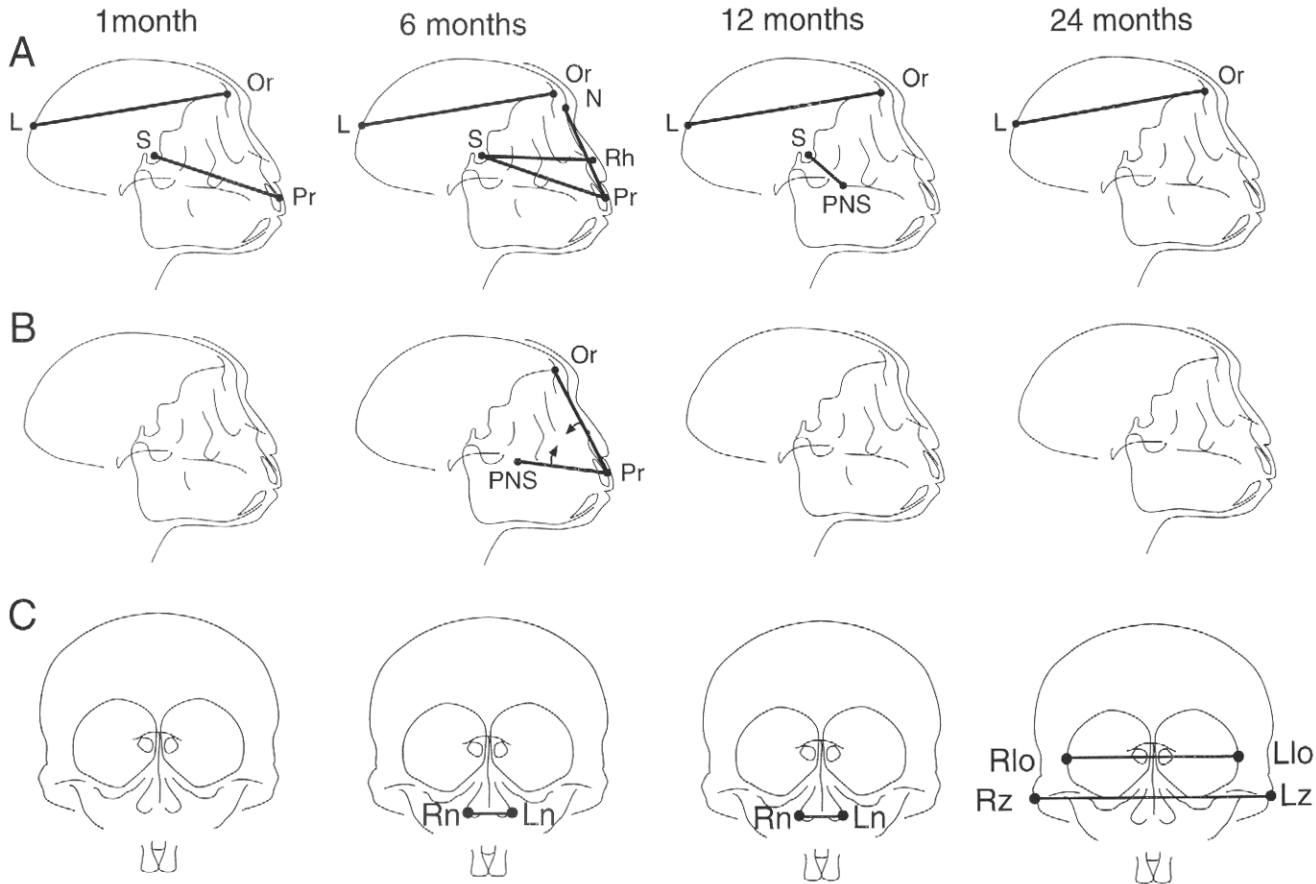 1month 6 months 12 months 24 months
A
Or Or Or Or
N
L L L L
S S S
Rh
Pr Pr
PNS
B
Or
PNS Pr
C
Rlo Llo
Rz Lz
Rn Ln Rn Ln